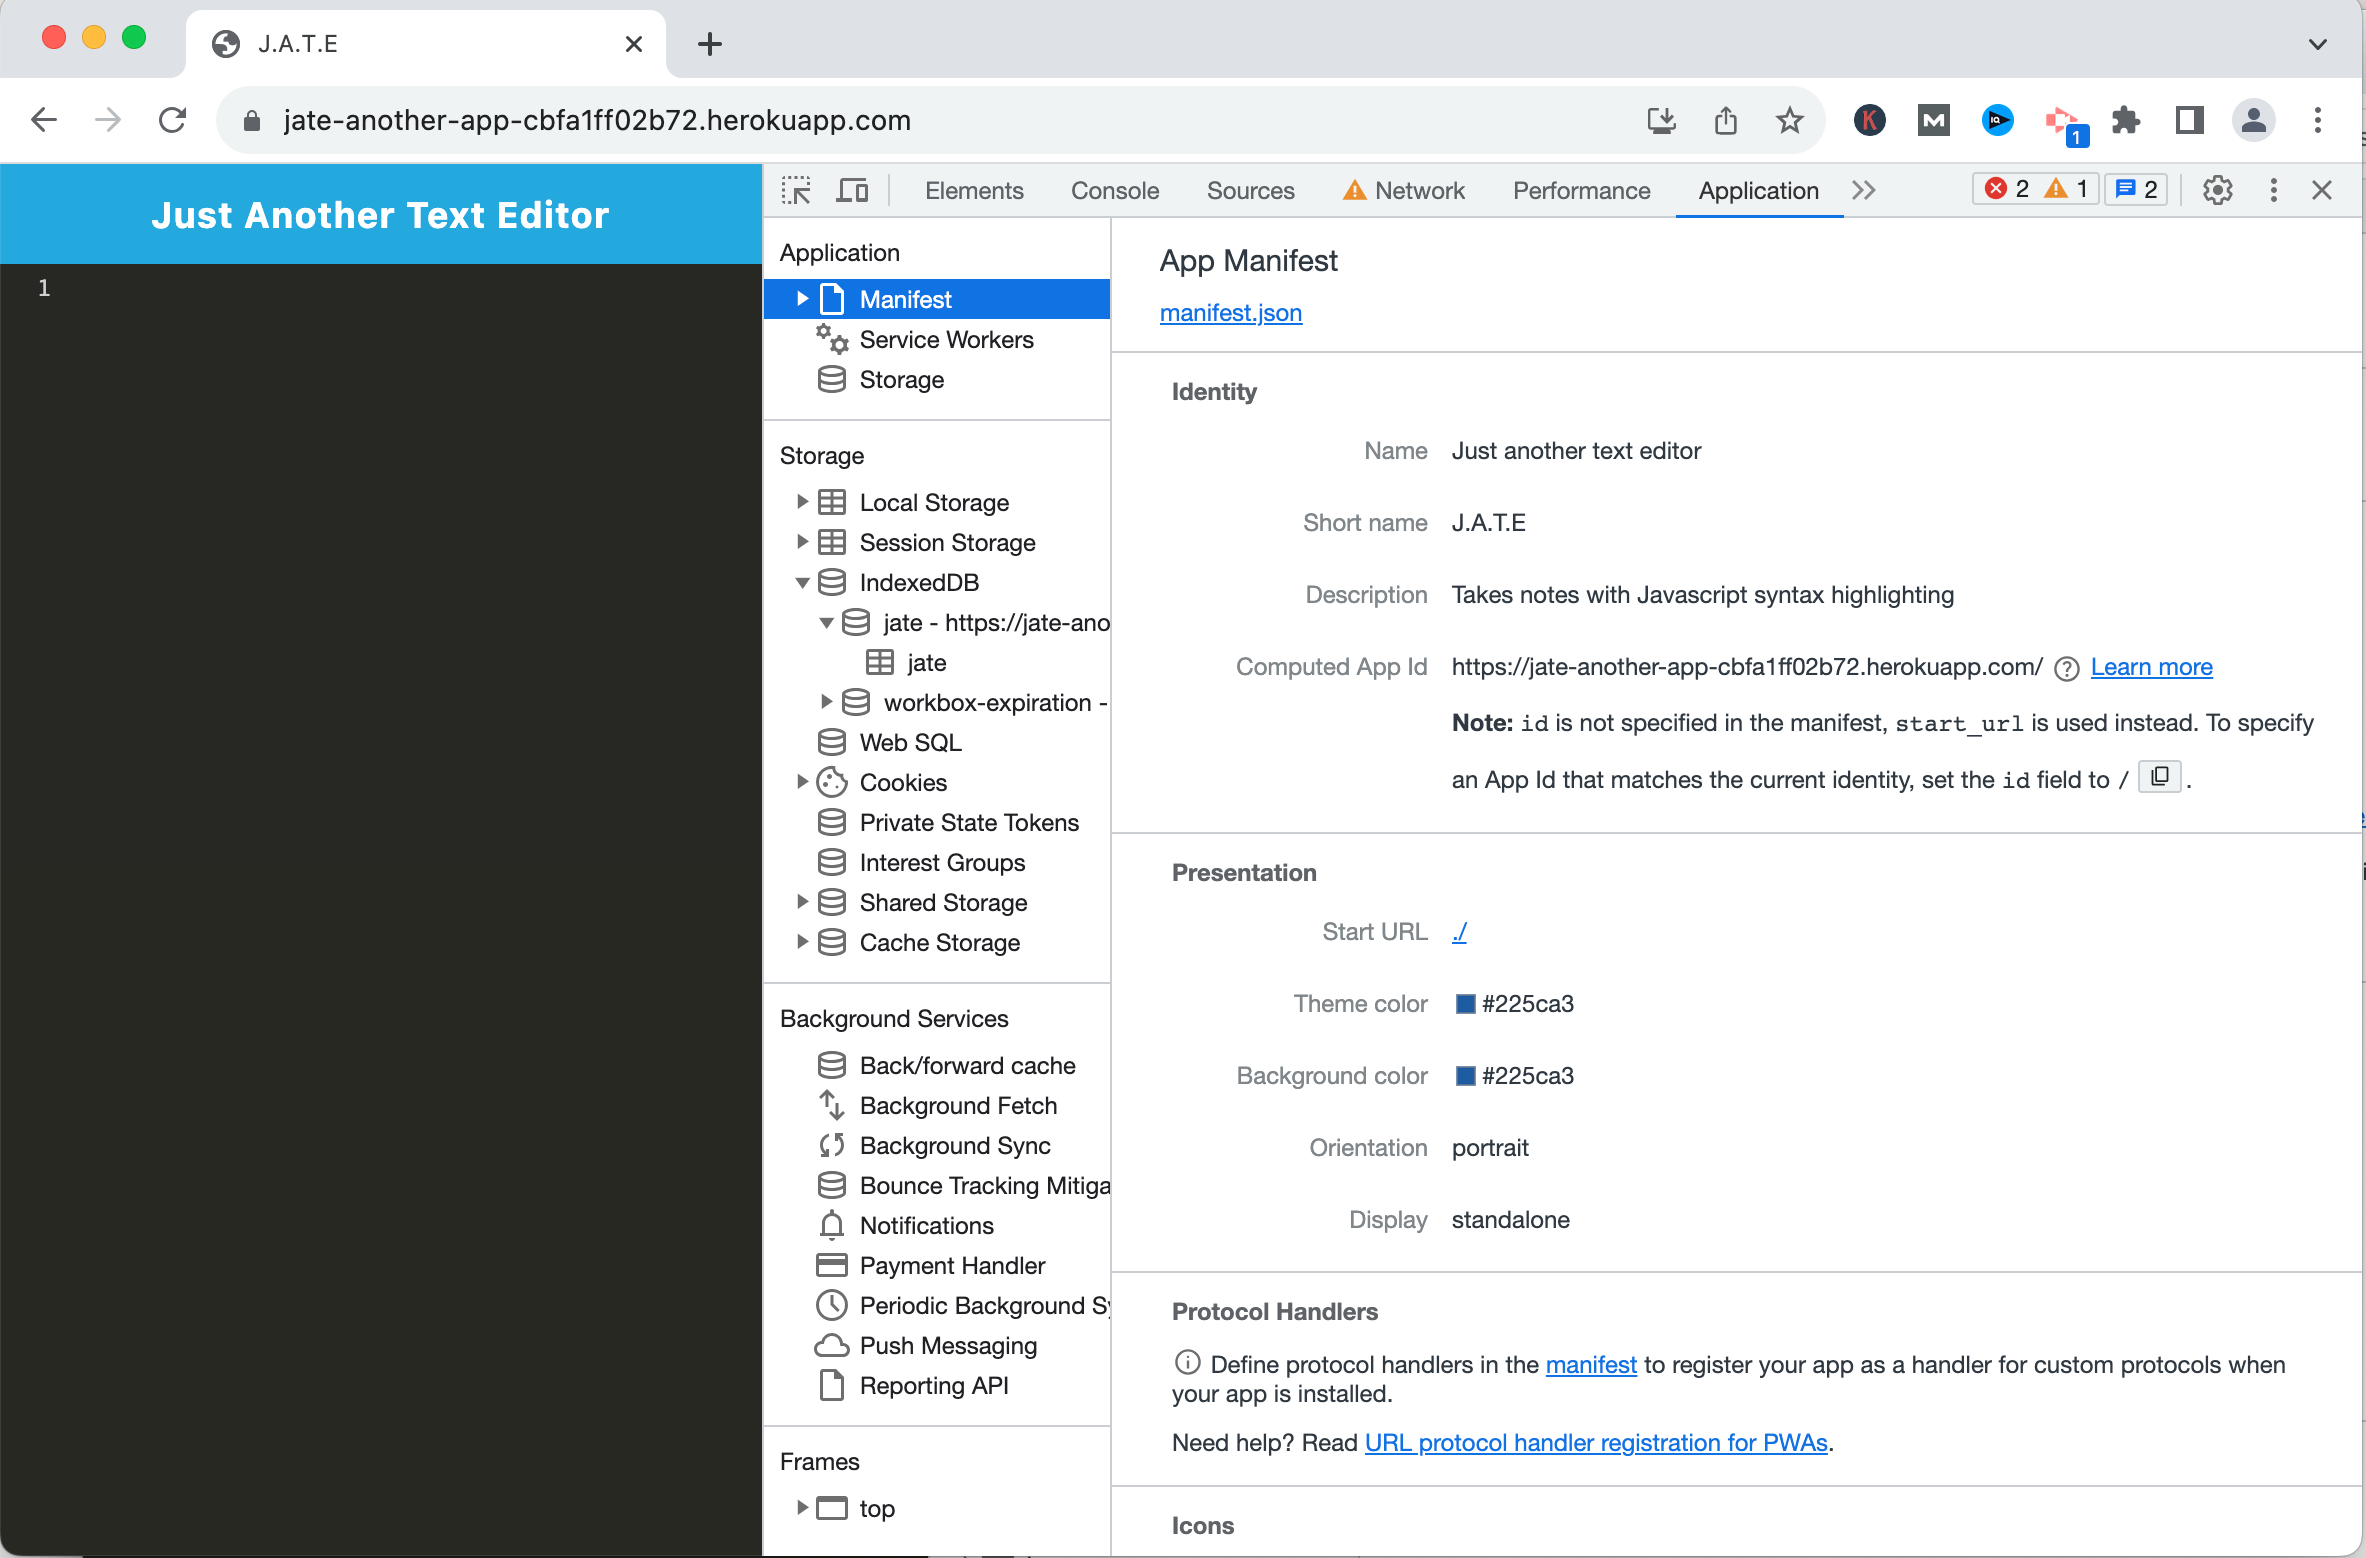 J.A.T.E
jate-another-app-cbfa1ff02b72.herokuapp.com
1
Just Another Text Editor
1
Elements Console Sources Network Performance Application 2 1 2
Application
Manifest
Service Workers
Storage
Storage
Local Storage
Session Storage
IndexedDB
jate - https://jate-ano
jate
workbox-expiration -
Web SQL
Cookies
Private State Tokens
Interest Groups
Shared Storage
Cache Storage
Background Services
Back/forward cache
Background Fetch
Background Sync
Bounce Tracking Mitiga
Notifications
Payment Handler
Periodic Background Sy
Push Messaging
Reporting API
Frames
top
App Manifest
manifest.json
Identity
Name Just another text editor
Short name J.A.T.E
Description Takes notes with Javascript syntax highlighting
Computed App Id https://jate-another-app-cbfa1ff02b72.herokuapp.com/ Learn more
Note: id is not specified in the manifest, start_url is used instead. To specify
an App Id that matches the current identity, set the id field to / .
Presentation
Start URL ./
Theme color #225ca3
Background color #225ca3
Orientation portrait
Display standalone
Protocol Handlers
Define protocol handlers in the manifest to register your app as a handler for custom protocols when
your app is installed.
Need help? Read URL protocol handler registration for PWAs.
Icons